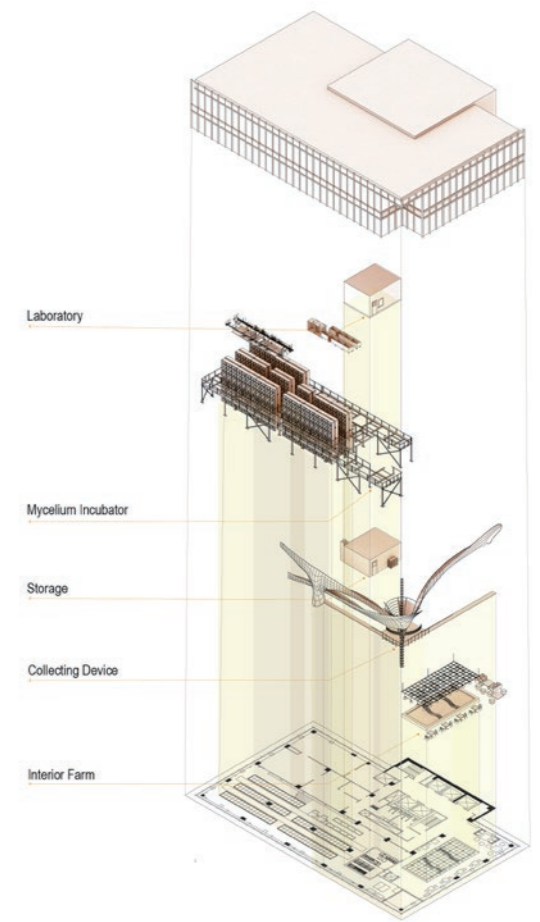 Laboratory
Mycelium Incubator
Storage
Collecting Device
Interior Farm